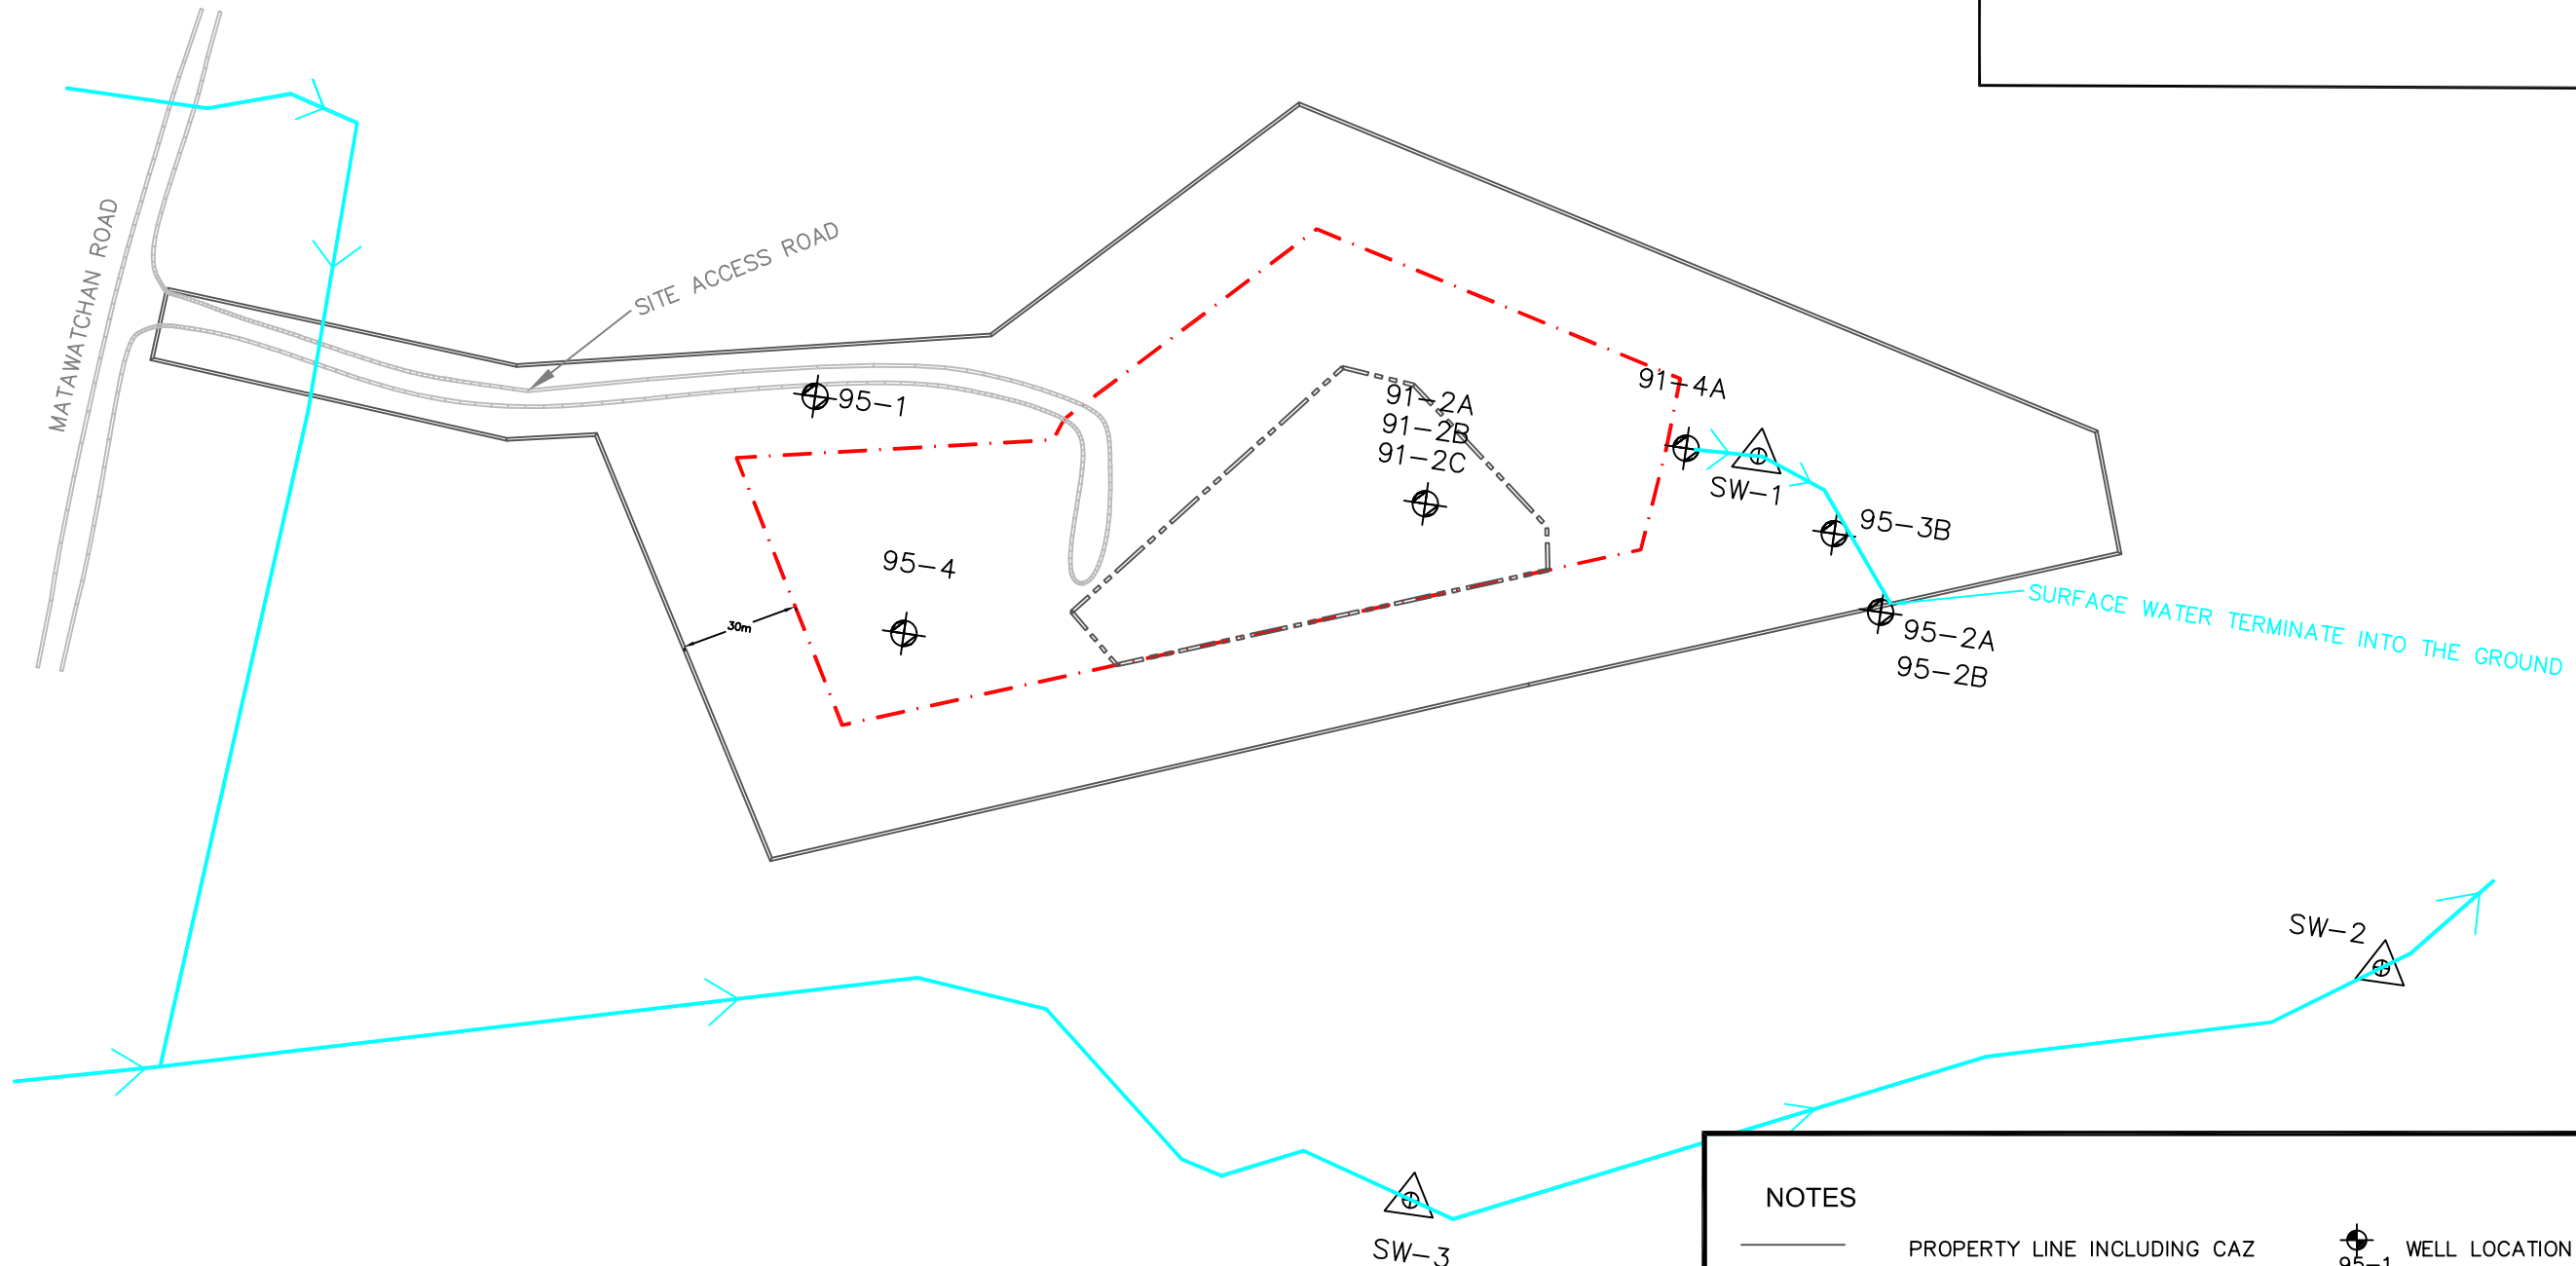 MATAWATCHAN ROAD
SITE ACCESS ROAD
95-1
91-2A
91-2B
91-2C
91-4A
SW-1
95-3B
95-4
30m
95-2A
95-2B
SURFACE WATER TERMINATE INTO THE GROUND
SW-2
SW-3
NOTES
PROPERTY LINE INCLUDING CAZ
WELL LOCATION
95-1